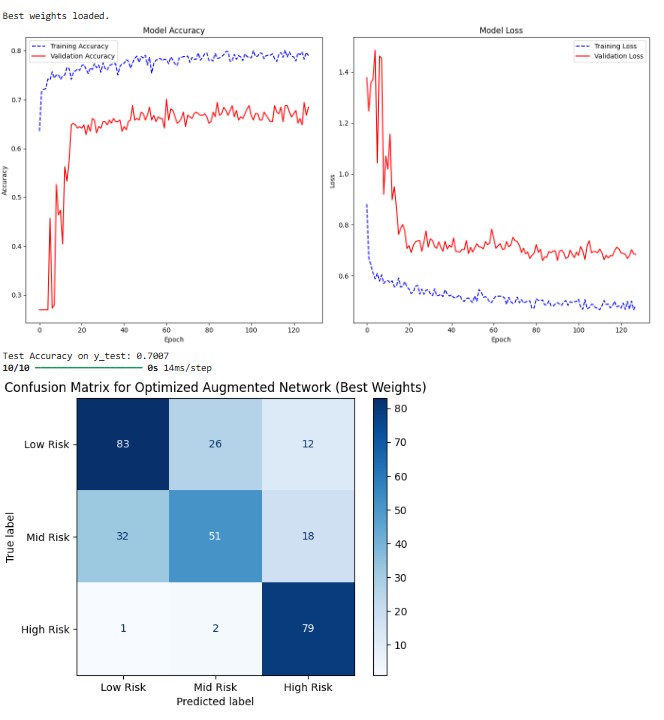 Best weights loaded.
Model Accuracy
Model Loss
Training Accuracy
Validation Accuracy
Training Loss
Validation Loss
0.8
0.7
0.6
0.5
0.4
0.3
Accuracy
0 20 40 60 80 100 120
Epoch
1.4
1.2
1.0
0.8
0.6
Loss
0 20 40 60 80 100 120
Epoch
Test Accuracy on y_test: 0.7007
10/10 0s 14ms/step
Confusion Matrix for Optimized Augmented Network (Best Weights)
True label
Low Risk 83 26 12
Mid Risk 32 51 18
High Risk 1 2 79
Low Risk Mid Risk High Risk
Predicted label
80
70
60
50
40
30
20
10